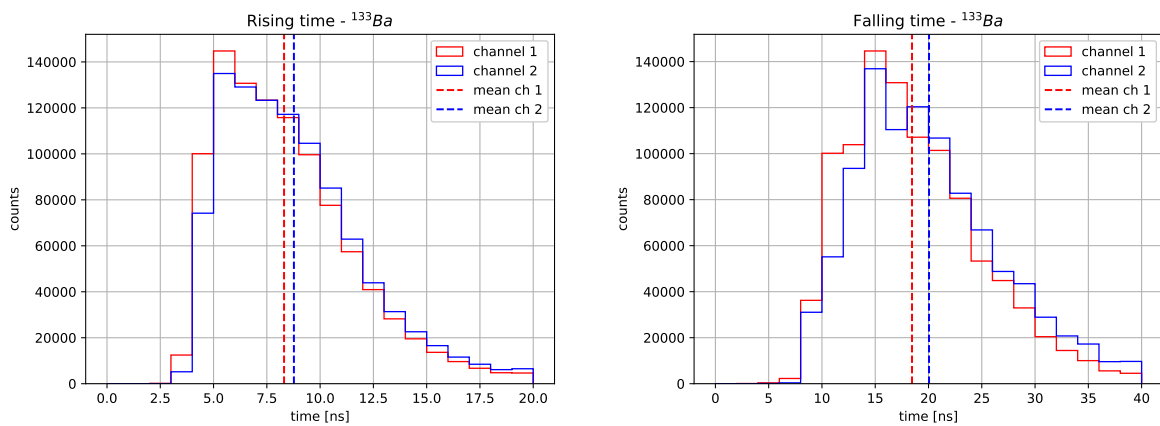 Rising time - ¹³³Ba
counts
140000
120000
100000
80000
60000
40000
20000
0
0.0 2.5 5.0 7.5 10.0 12.5 15.0 17.5 20.0
time [ns]
channel 1
channel 2
mean ch 1
mean ch 2
Falling time - ¹³³Ba
counts
140000
120000
100000
80000
60000
40000
20000
0
0 5 10 15 20 25 30 35 40
time [ns]
channel 1
channel 2
mean ch 1
mean ch 2